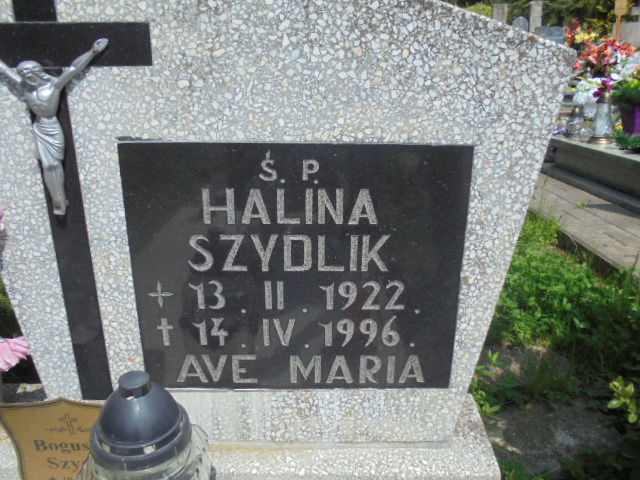 Ś. P.
HALINA
SZYDLIK
13. II. 1922.
✝ 14. IV. 1996.
AVE MARIA